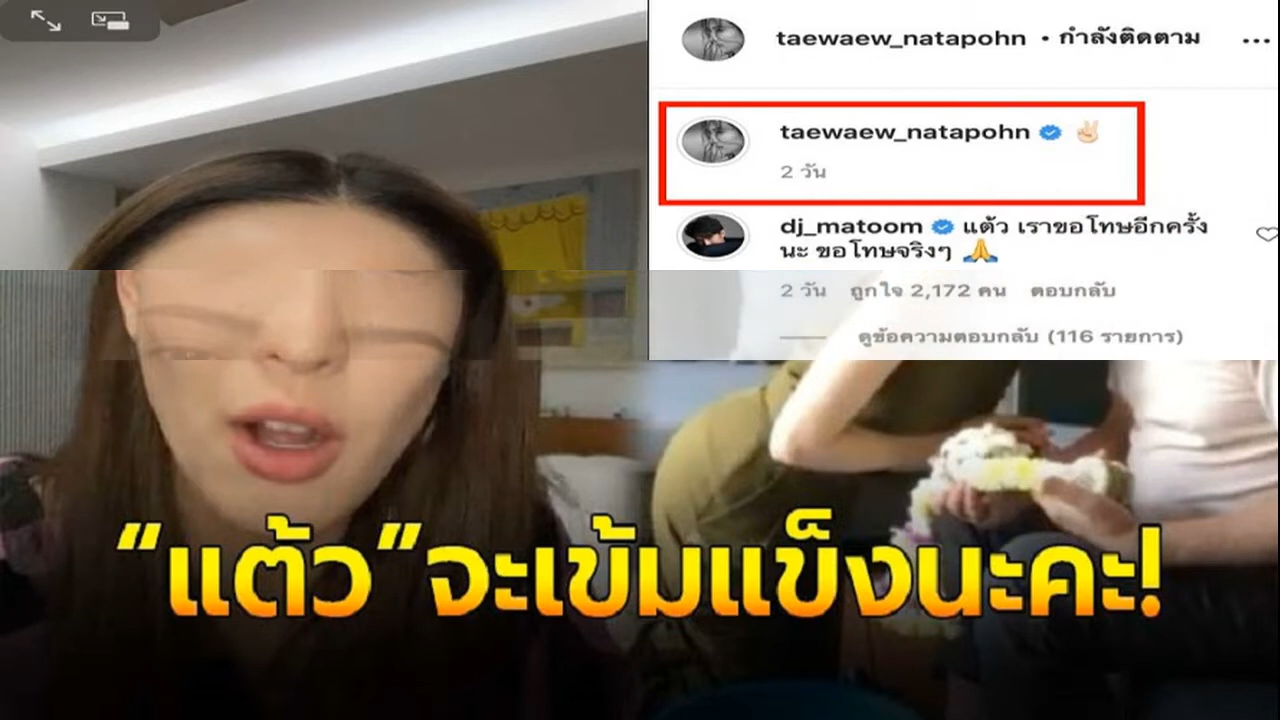 taewaew_natapohn • กำลังติดตาม
taewaew_natapohn
2 วัน
dj_matoom แต้ว เราขอโทษอีกครั้ง
นะ ขอโทษจริงๆ
2 วัน ถูกใจ 2,172 คน ตอบกลับ
ดูข้อความตอบกลับ (116 รายการ)
“แต้ว”จะเข้มแข็งนะคะ!